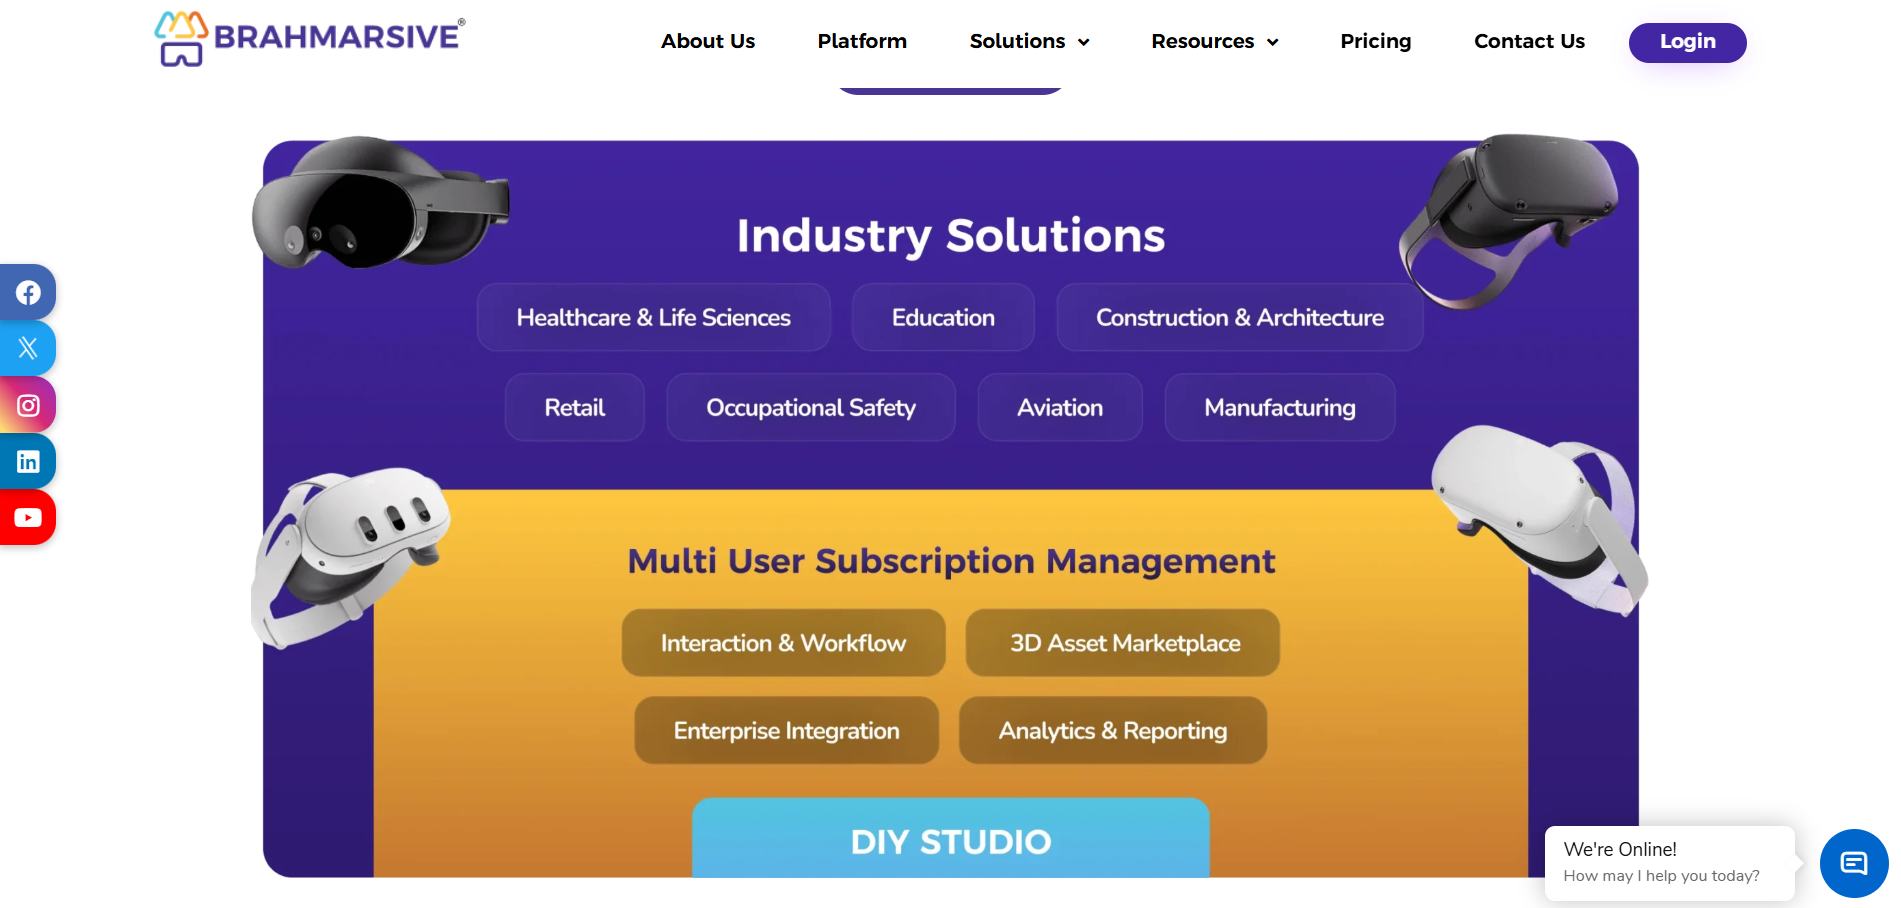 BRAHMARSIVE®
About Us Platform Solutions Resources Pricing Contact Us Login
Industry Solutions
Healthcare & Life Sciences Education Construction & Architecture
Retail Occupational Safety Aviation Manufacturing
Multi User Subscription Management
Interaction & Workflow 3D Asset Marketplace
Enterprise Integration Analytics & Reporting
DIY STUDIO
We're Online!
How may I help you today?